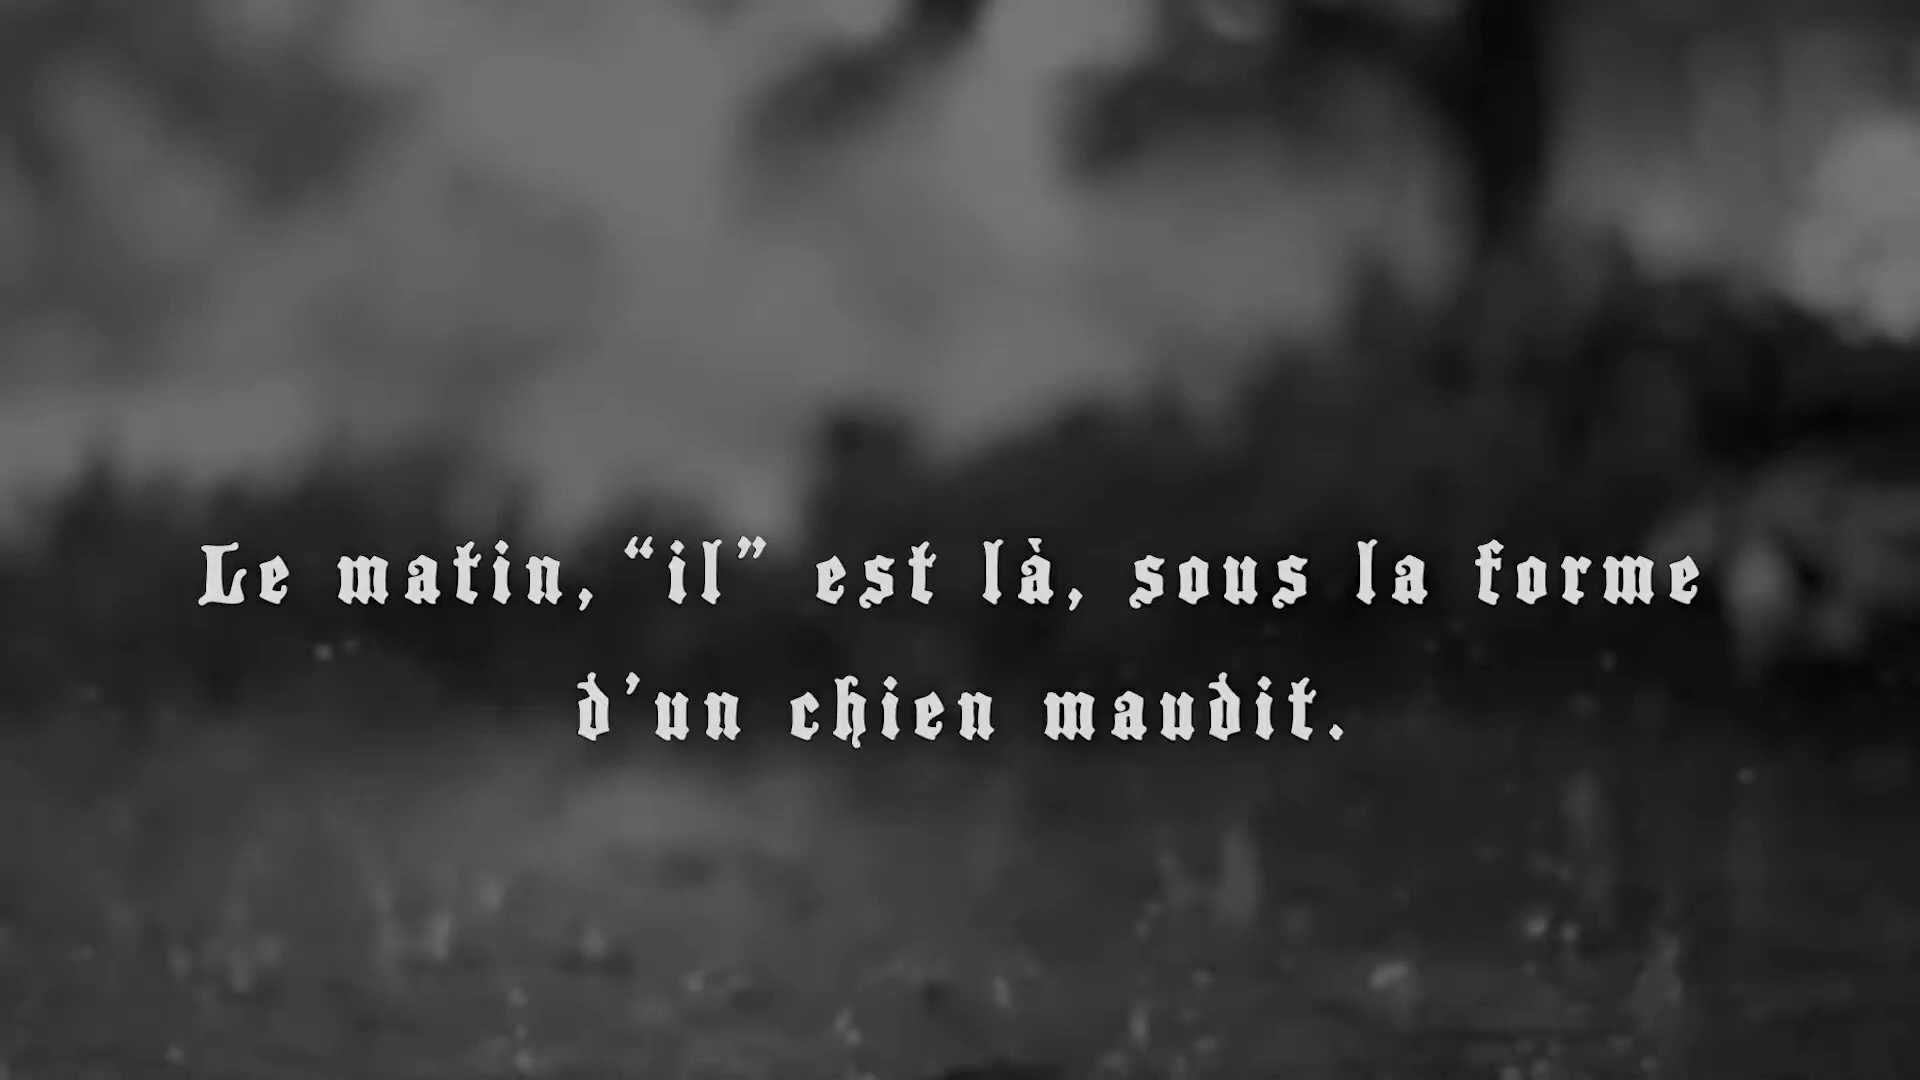 Le matin, “il” est là, sous la forme
d’un chien maudit.